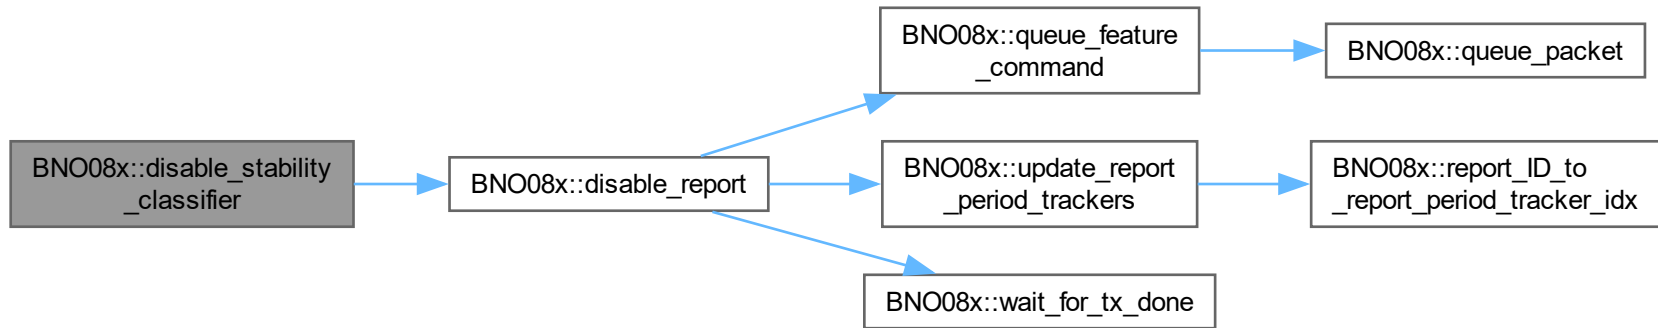 BNO08x::disable_stability
_classifier
BNO08x::disable_report
BNO08x::queue_feature
_command
BNO08x::queue_packet
BNO08x::update_report
_period_trackers
BNO08x::report_ID_to
_report_period_tracker_idx
BNO08x::wait_for_tx_done